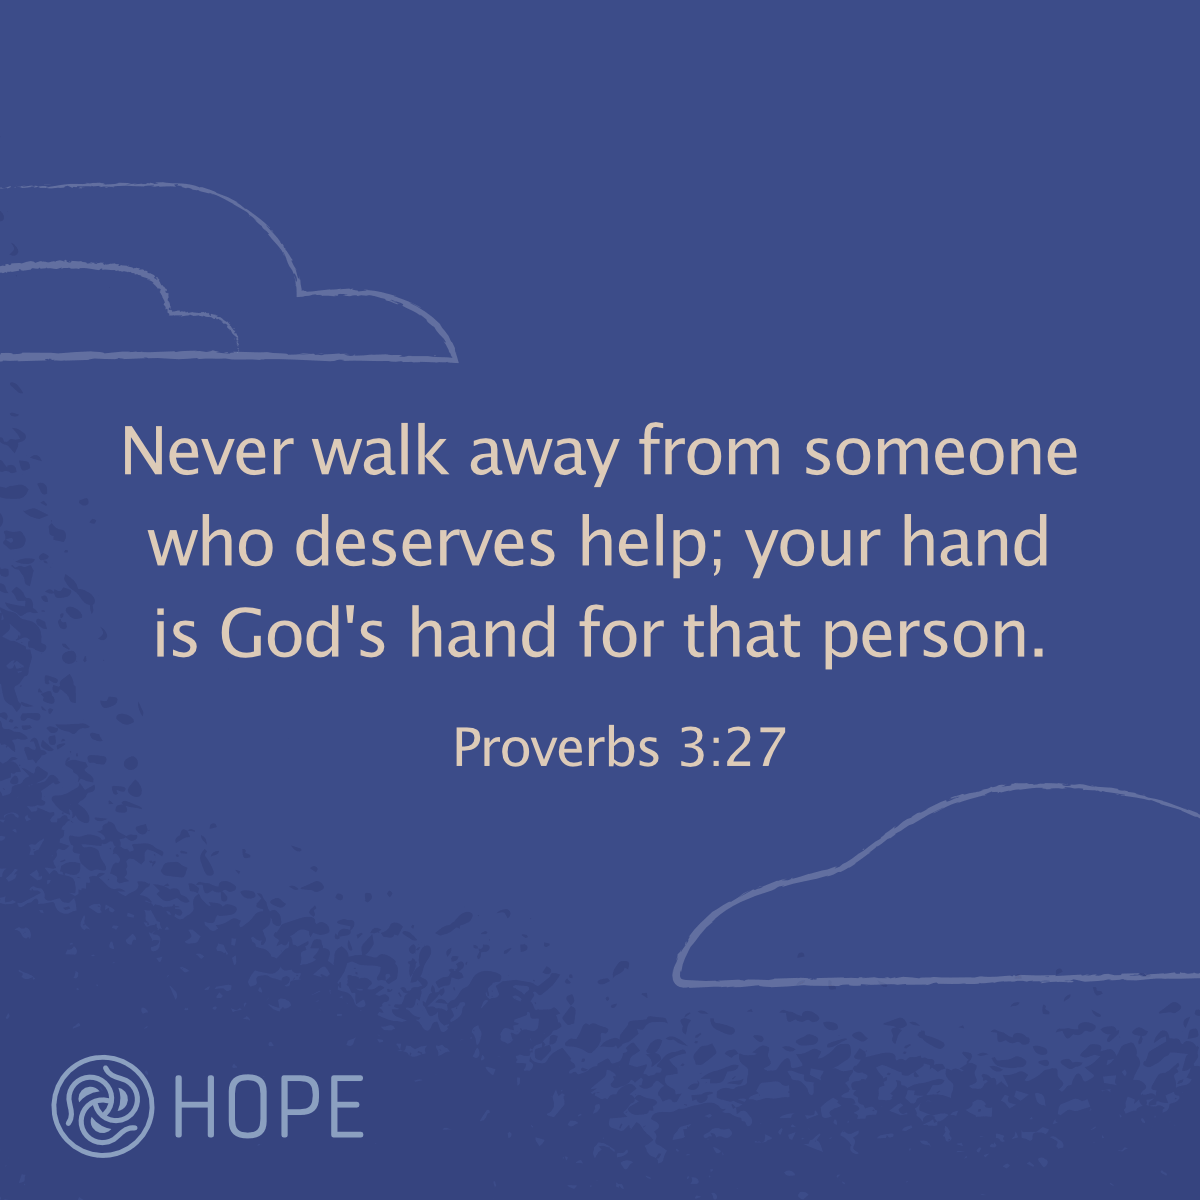 Never walk away from someone
who deserves help; your hand
is God's hand for that person.
Proverbs 3:27
HOPE